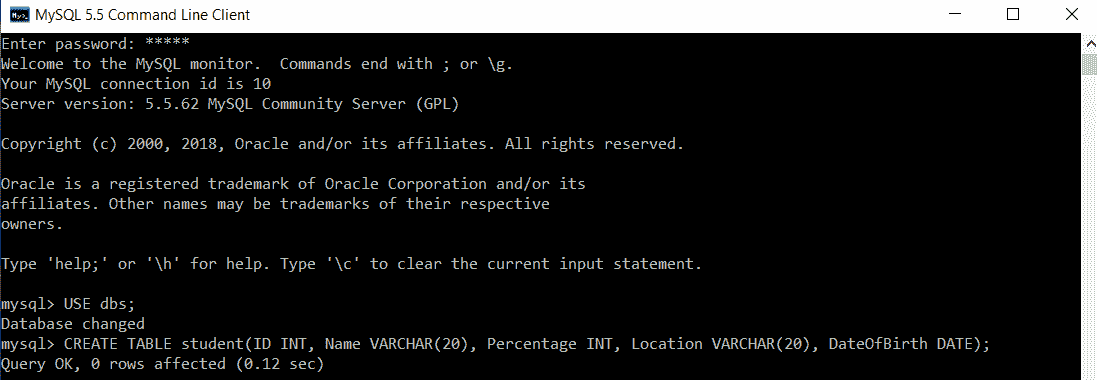 MySQL 5.5 Command Line Client
Enter password: *****
Welcome to the MySQL monitor.  Commands end with ; or \g.
Your MySQL connection id is 10
Server version: 5.5.62 MySQL Community Server (GPL)
Copyright (c) 2000, 2018, Oracle and/or its affiliates. All rights reserved.
Oracle is a registered trademark of Oracle Corporation and/or its
affiliates. Other names may be trademarks of their respective
owners.
Type 'help;' or '\h' for help. Type '\c' to clear the current input statement.
mysql> USE dbs;
Database changed
mysql> CREATE TABLE student(ID INT, Name VARCHAR(20), Percentage INT, Location VARCHAR(20), DateOfBirth DATE);
Query OK, 0 rows affected (0.12 sec)